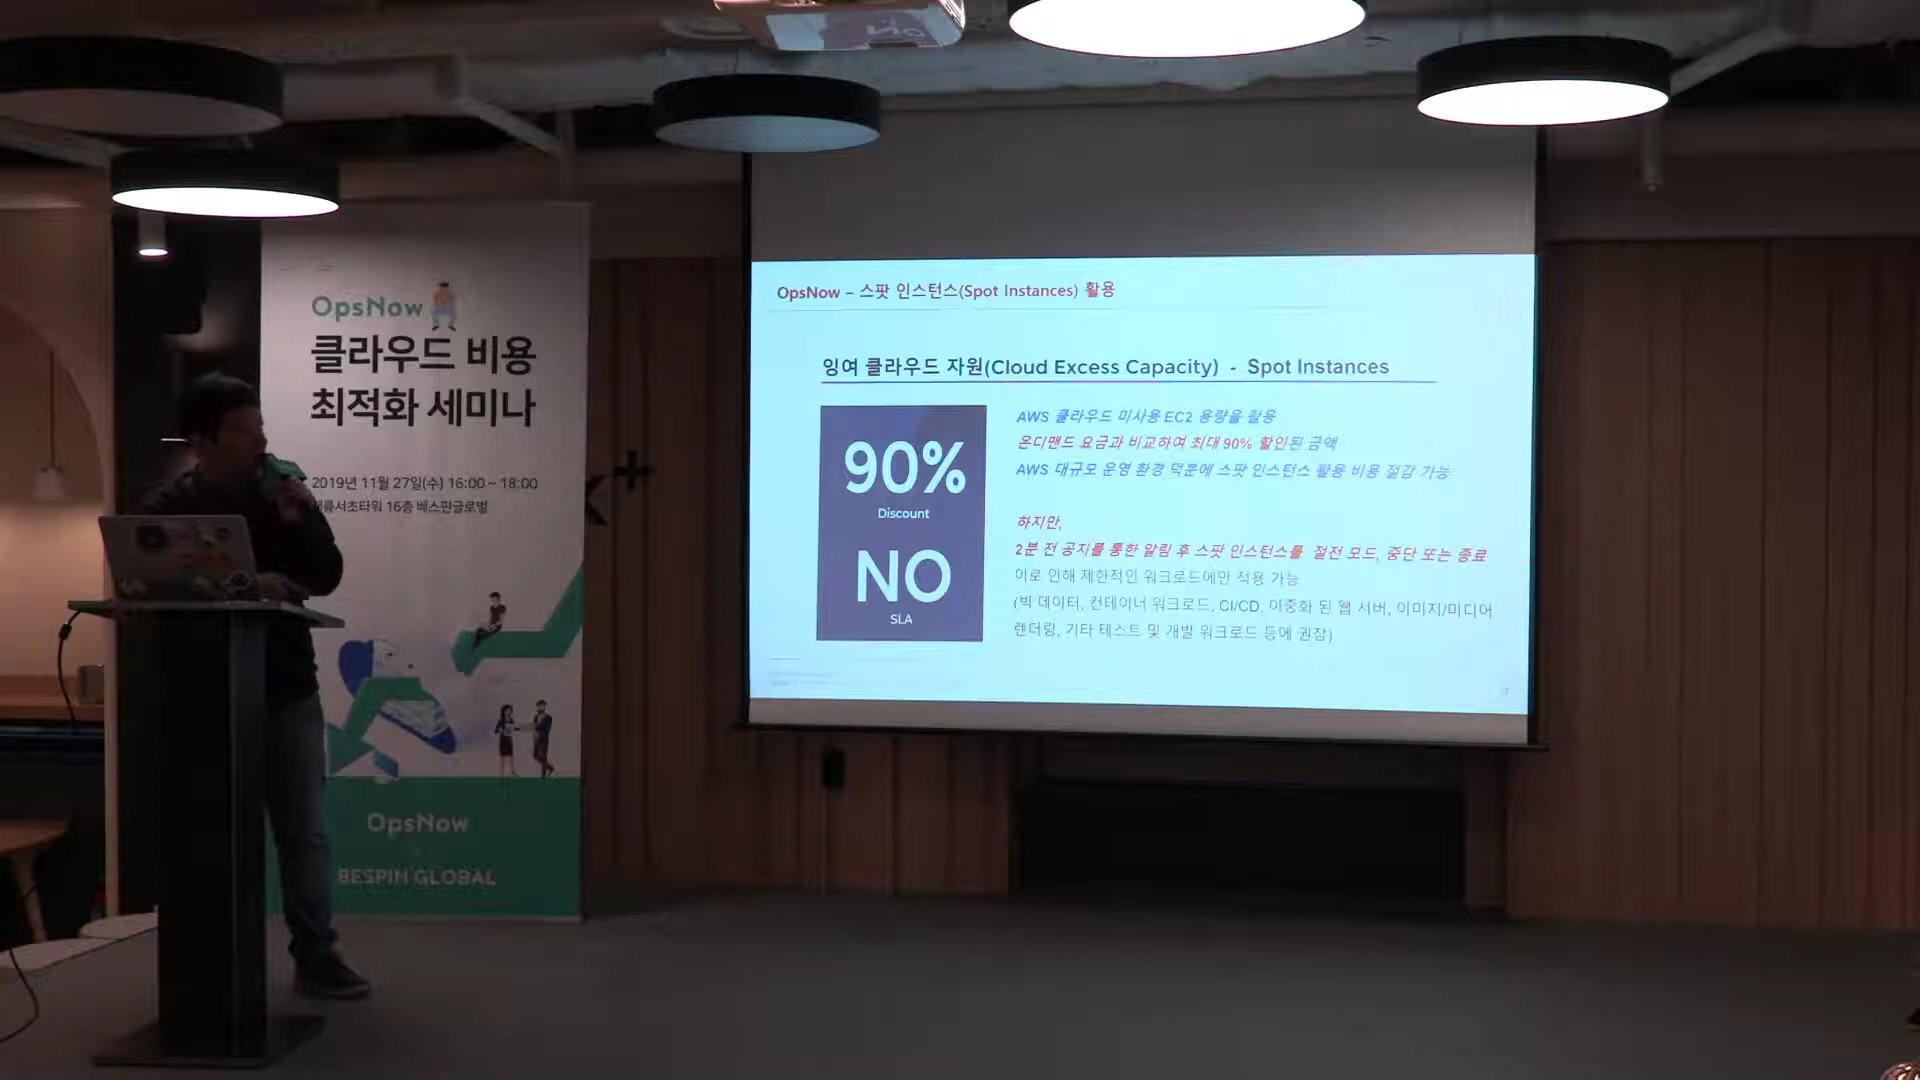 OpsNow
클라우드 비용
최적화 세미나
2019년 11월 27일(수) 16:00 ~ 18:00
서초타워 16층 베스핀글로벌
OpsNow
BESPIN GLOBAL
OpsNow – 스팟 인스턴스(Spot Instances) 활용
잉여 클라우드 자원(Cloud Excess Capacity) - Spot Instances
90%
Discount
NO
SLA
AWS 클라우드 미사용 EC2 용량을 활용
온디맨드 요금과 비교하여 최대 90% 할인된 금액
AWS 대규모 운영 환경 덕분에 스팟 인스턴스 활용 비용 절감 가능
하지만,
2분 전 공지를 통한 알림 후 스팟 인스턴스를 절전 모드, 중단 또는 종료
이로 인해 제한적인 워크로드에만 적용 가능
(빅 데이터, 컨테이너 워크로드, CI/CD, 이중화 된 웹 서버, 이미지/미디어
렌더링, 기타 테스트 및 개발 워크로드 등에 권장)